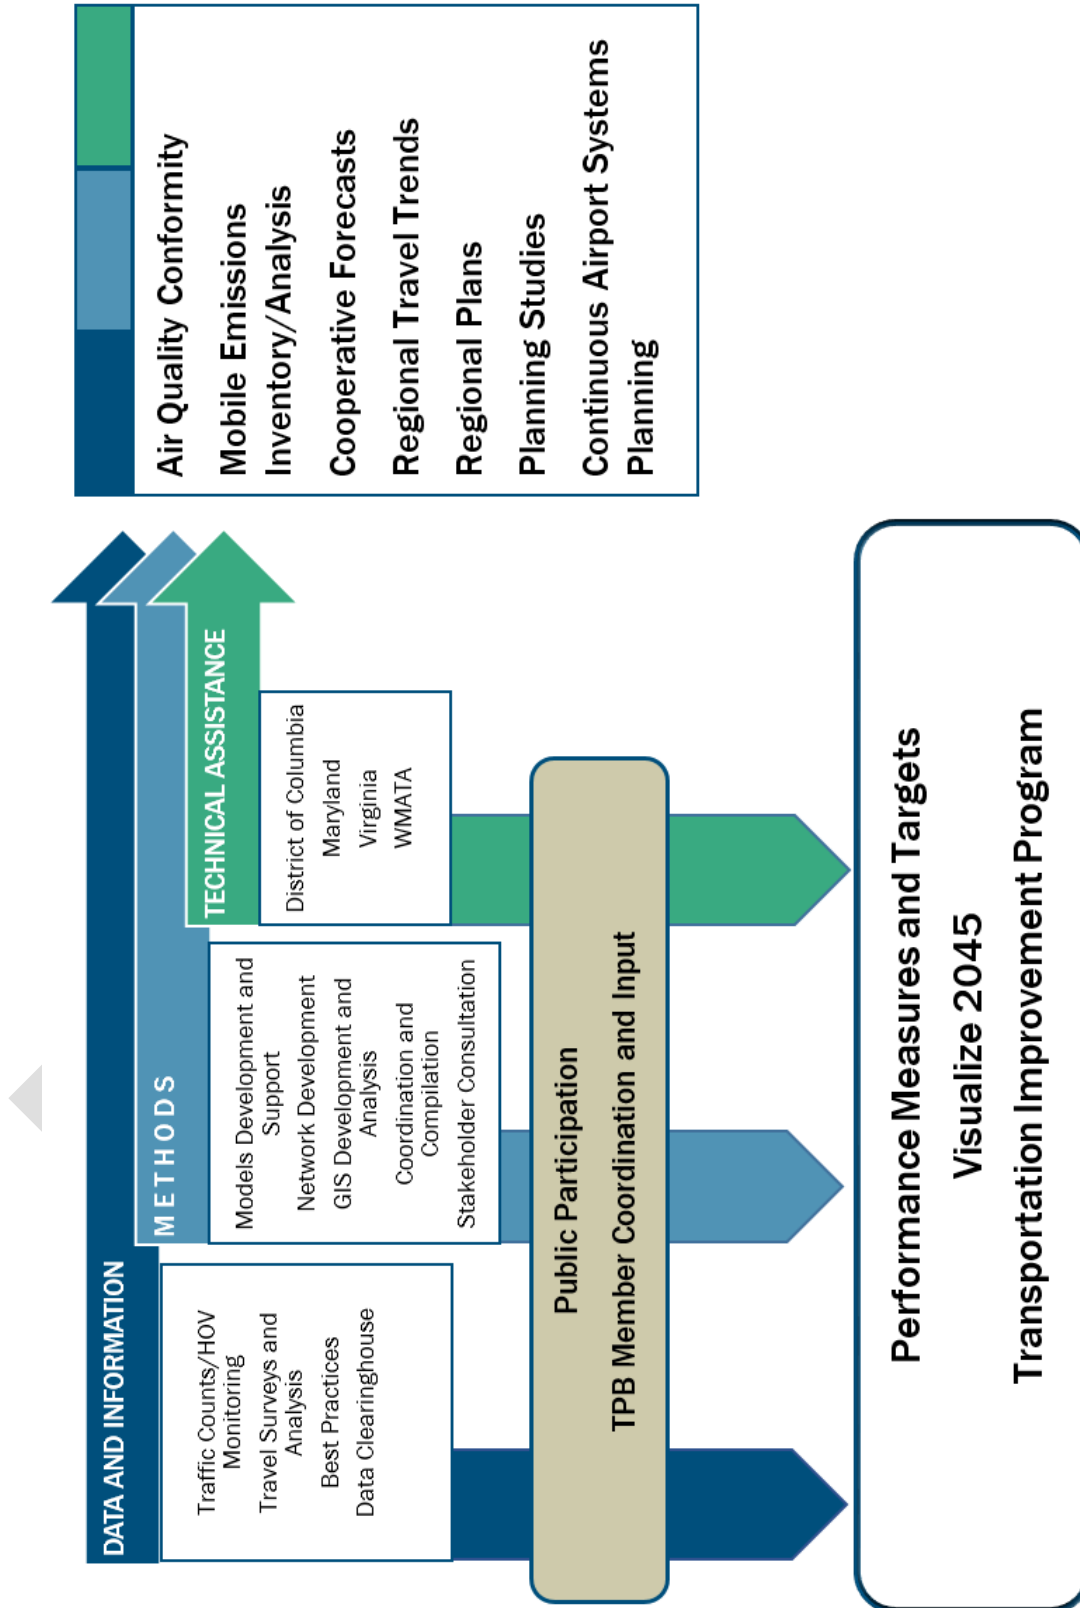 DATA AND INFORMATION
Traffic Counts/HOV
Monitoring
Travel Surveys and
Analysis
Best Practices
Data Clearinghouse
METHODS
Models Development and
Support
Network Development
GIS Development and
Analysis
Coordination and
Compilation
Stakeholder Consultation
TECHNICAL ASSISTANCE
District of Columbia
Maryland
Virginia
WMATA
Air Quality Conformity
Mobile Emissions
Inventory/Analysis
Cooperative Forecasts
Regional Travel Trends
Regional Plans
Planning Studies
Continuous Airport Systems
Planning
Public Participation
TPB Member Coordination and Input
Performance Measures and Targets
Visualize 2045
Transportation Improvement Program